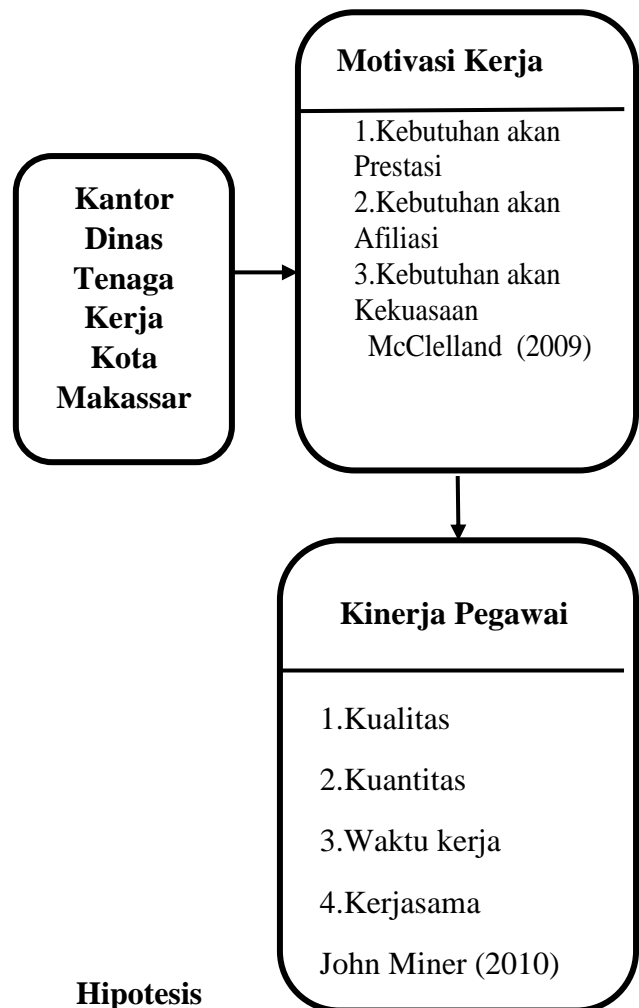 Kantor
Dinas
Tenaga
Kerja
Kota
Makassar
Motivasi Kerja
1.Kebutuhan akan
Prestasi
2.Kebutuhan akan
Afiliasi
3.Kebutuhan akan
Kekuasaan
McClelland (2009)
Kinerja Pegawai
1.Kualitas
2.Kuantitas
3.Waktu kerja
4.Kerjasama
John Miner (2010)
Hipotesis